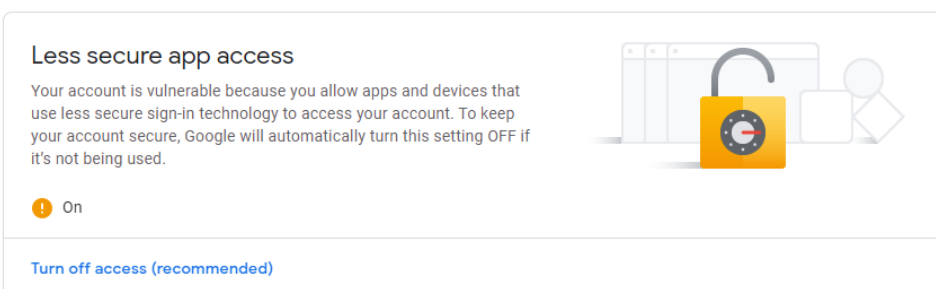 Less secure app access
Your account is vulnerable because you allow apps and devices that
use less secure sign-in technology to access your account. To keep
your account secure, Google will automatically turn this setting OFF if
it's not being used.
On
Turn off access (recommended)